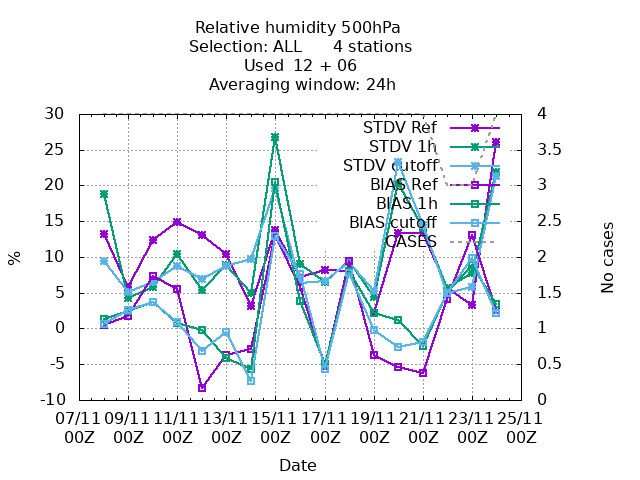 Relative humidity 500hPa
Selection: ALL 4 stations
Used 12 + 06
Averaging window: 24h
30 4
STDV Ref
25 3.5
STDV 1h
STDV cutoff
20 3
BIAS Ref
BIAS 1h
15 2.5
BIAS cutoff
CASES
10 2
5 1.5
0 1
-5 0.5
-10 0
%
No cases
07/11 09/11 11/11 13/11 15/11 17/11 19/11 21/11 23/11 25/11
00Z 00Z 00Z 00Z 00Z 00Z 00Z 00Z 00Z 00Z
Date